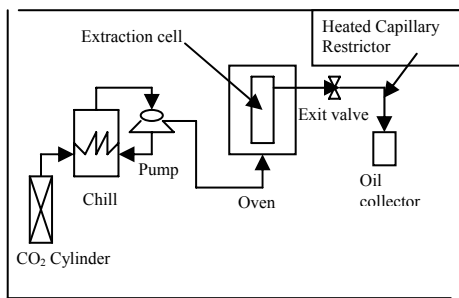 Extraction cell
Heated Capillary
Restrictor
Exit valve
Pump
Chill
Oven
Oil
collector
CO₂ Cylinder